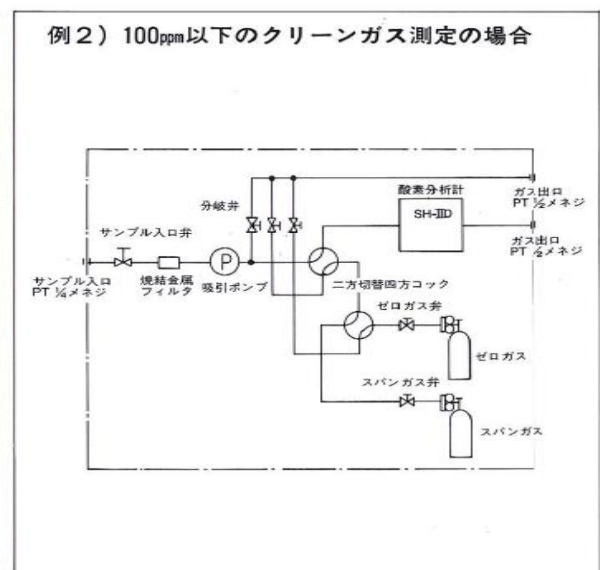 例2) 100ppm以下のクリーンガス測定の場合
分岐弁
サンプル入口弁
サンプル入口
PT 1/4メネジ
焼結金属
フィルタ
P
吸引ポンプ
酸素分析計
SH-ⅢD
ガス出口
PT 1/2メネジ
ガス出口
PT 1/2メネジ
二方切替四方コック
ゼロガス弁
ゼロガス
スパンガス弁
スパンガス